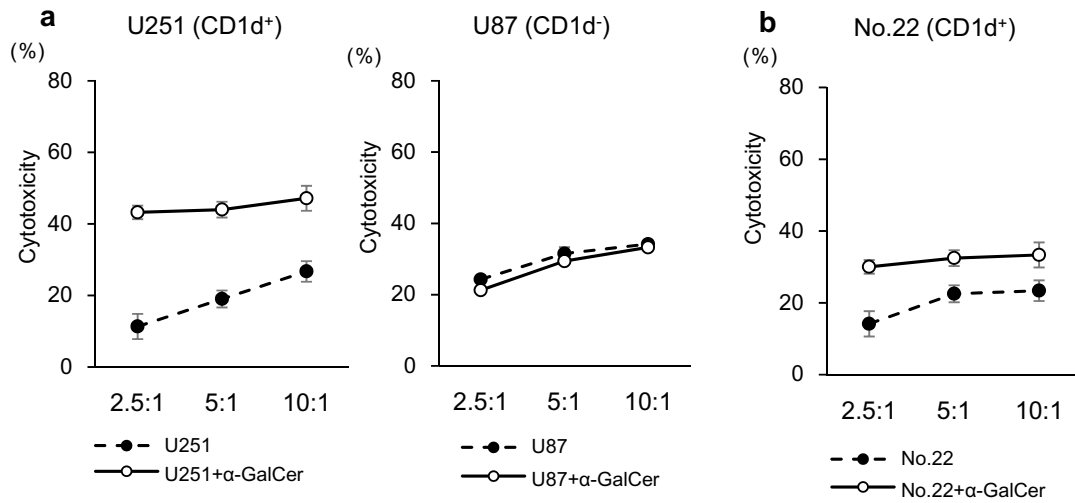 a
U251 (CD1d⁺)
(%)
80
60
40
20
0
Cytotoxicity
2.5:1 5:1 10:1
U251
U251+α-GalCer
U87 (CD1d⁻)
(%)
80
60
40
20
0
Cytotoxicity
2.5:1 5:1 10:1
U87
U87+α-GalCer
b
No.22 (CD1d⁺)
(%)
80
60
40
20
0
Cytotoxicity
2.5:1 5:1 10:1
No.22
No.22+α-GalCer